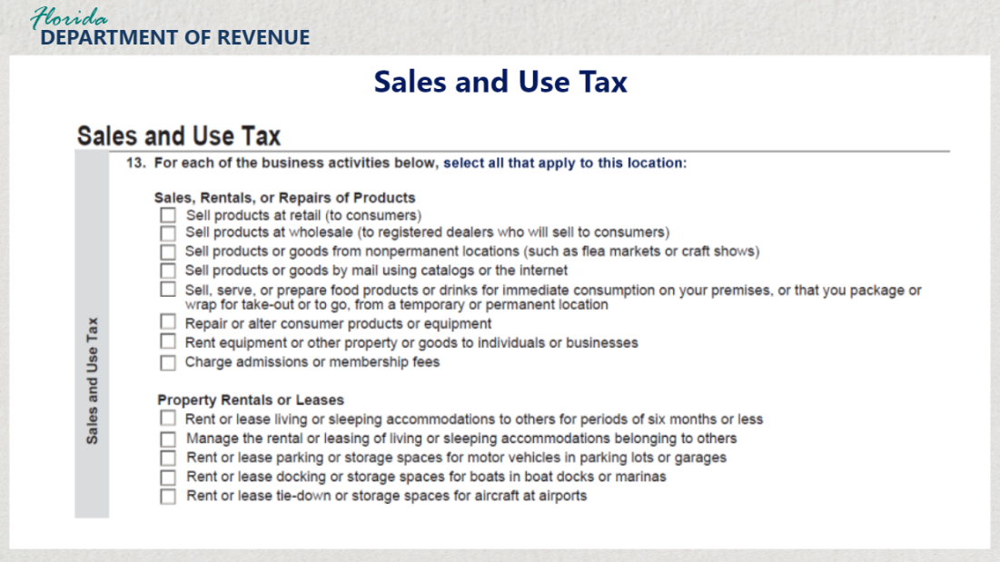 Florida
DEPARTMENT OF REVENUE
Sales and Use Tax
Sales and Use Tax
13. For each of the business activities below, select all that apply to this location:
Sales, Rentals, or Repairs of Products
Sell products at retail (to consumers)
Sell products at wholesale (to registered dealers who will sell to consumers)
Sell products or goods from nonpermanent locations (such as flea markets or craft shows)
Sell products or goods by mail using catalogs or the internet
Sell, serve, or prepare food products or drinks for immediate consumption on your premises, or that you package or
wrap for take-out or to go, from a temporary or permanent location
Repair or alter consumer products or equipment
Rent equipment or other property or goods to individuals or businesses
Charge admissions or membership fees
Property Rentals or Leases
Rent or lease living or sleeping accommodations to others for periods of six months or less
Manage the rental or leasing of living or sleeping accommodations belonging to others
Rent or lease parking or storage spaces for motor vehicles in parking lots or garages
Rent or lease docking or storage spaces for boats in boat docks or marinas
Rent or lease tie-down or storage spaces for aircraft at airports
Sales and Use Tax